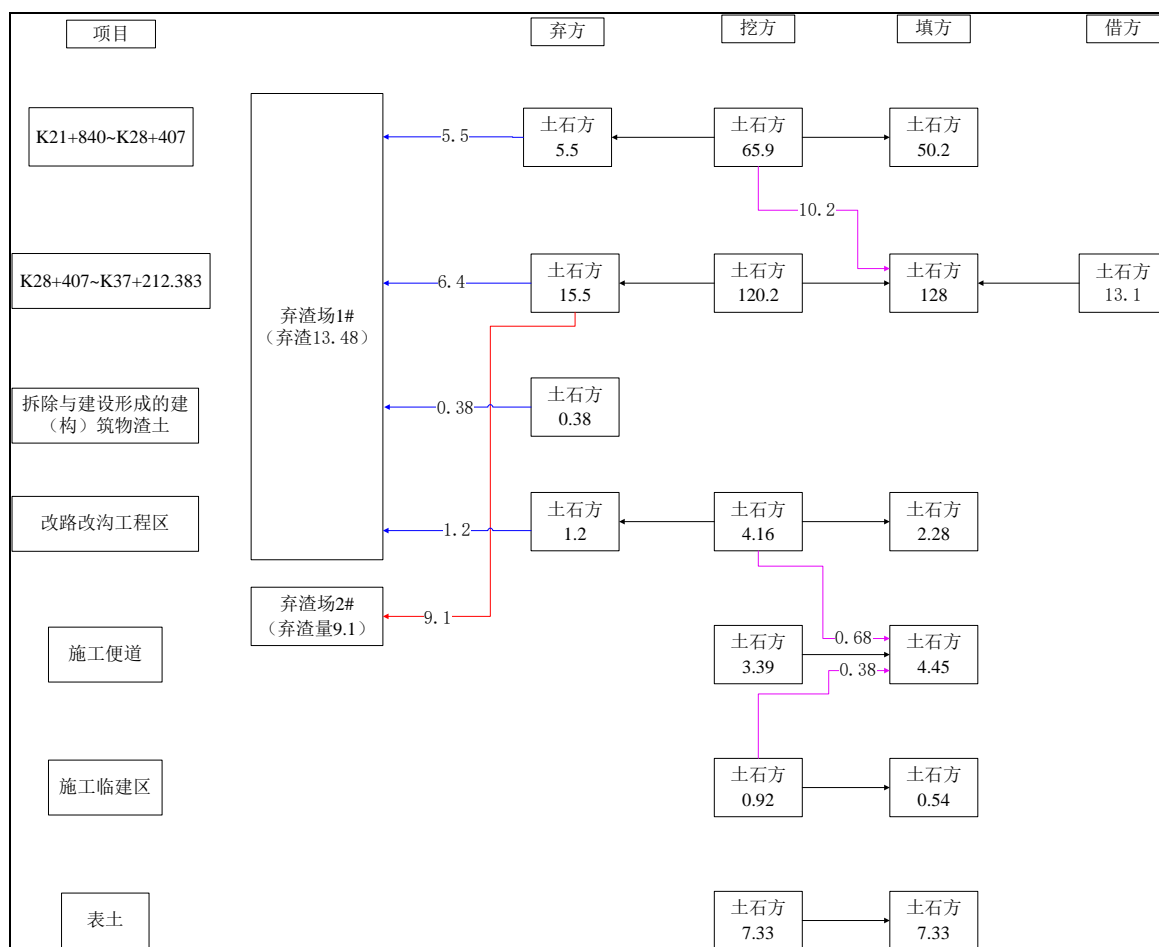 项目
弃方
挖方
填方
借方
K21+840~K28+407
弃渣场1#
（弃渣13.48）
5.5
土石方
5.5
土石方
65.9
土石方
50.2
10.2
K28+407~K37+212.383
6.4
土石方
15.5
土石方
120.2
土石方
128
土石方
13.1
拆除与建设形成的建
（构）筑物渣土
0.38
土石方
0.38
改路改沟工程区
1.2
土石方
1.2
土石方
4.16
土石方
2.28
弃渣场2#
（弃渣量9.1）
9.1
0.68
施工便道
土石方
3.39
土石方
4.45
0.38
施工临建区
土石方
0.92
土石方
0.54
表土
土石方
7.33
土石方
7.33